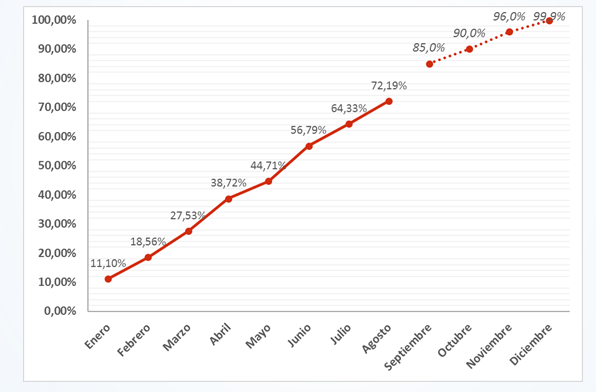 100,00%
90,00%
80,00%
70,00%
60,00%
50,00%
40,00%
30,00%
20,00%
10,00%
0,00%
11,10%
18,56%
27,53%
38,72%
44,71%
56,79%
64,33%
72,19%
85,0%
90,0%
96,0%
99,9%
Enero
Febrero
Marzo
Abril
Mayo
Junio
Julio
Agosto
Septiembre
Octubre
Noviembre
Diciembre